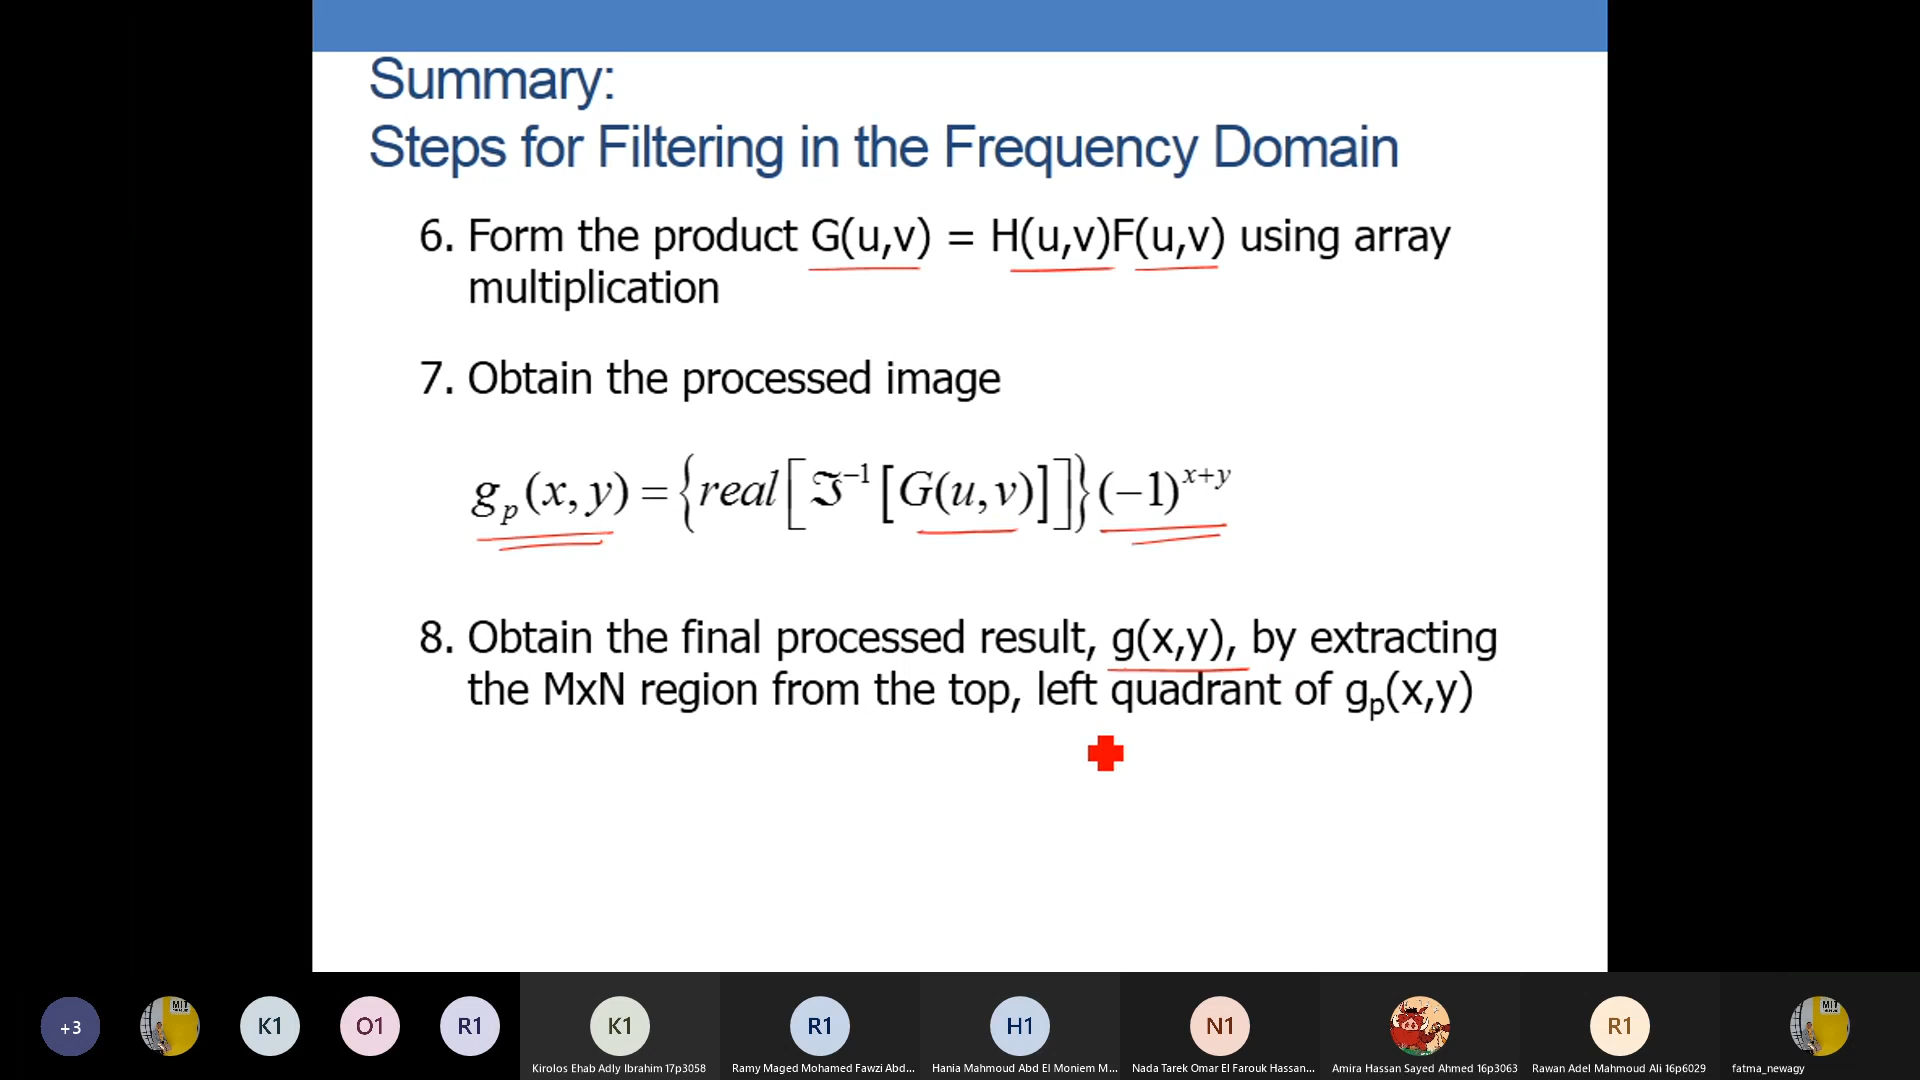 Summary:
Steps for Filtering in the Frequency Domain
6. Form the product G(u,v) = H(u,v)F(u,v) using array
multiplication
7. Obtain the processed image
g_p(x, y) = {real[ℑ⁻¹[G(u,v)]]}(−1)^{x+y}
8. Obtain the final processed result, g(x,y), by extracting
the MxN region from the top, left quadrant of g_p(x,y)
+3
MIT
K1
O1
R1
K1
R1
H1
N1
R1
MIT
Kirolos Ehab Adly Ibrahim 17p3058
Ramy Maged Mohamed Fawzi Abd...
Hania Mahmoud Abd El Moniem M...
Nada Tarek Omar El Farouk Hassan...
Amira Hassan Sayed Ahmed 16p3063
Rawan Adel Mahmoud Ali 16p6029
fatma_newagy